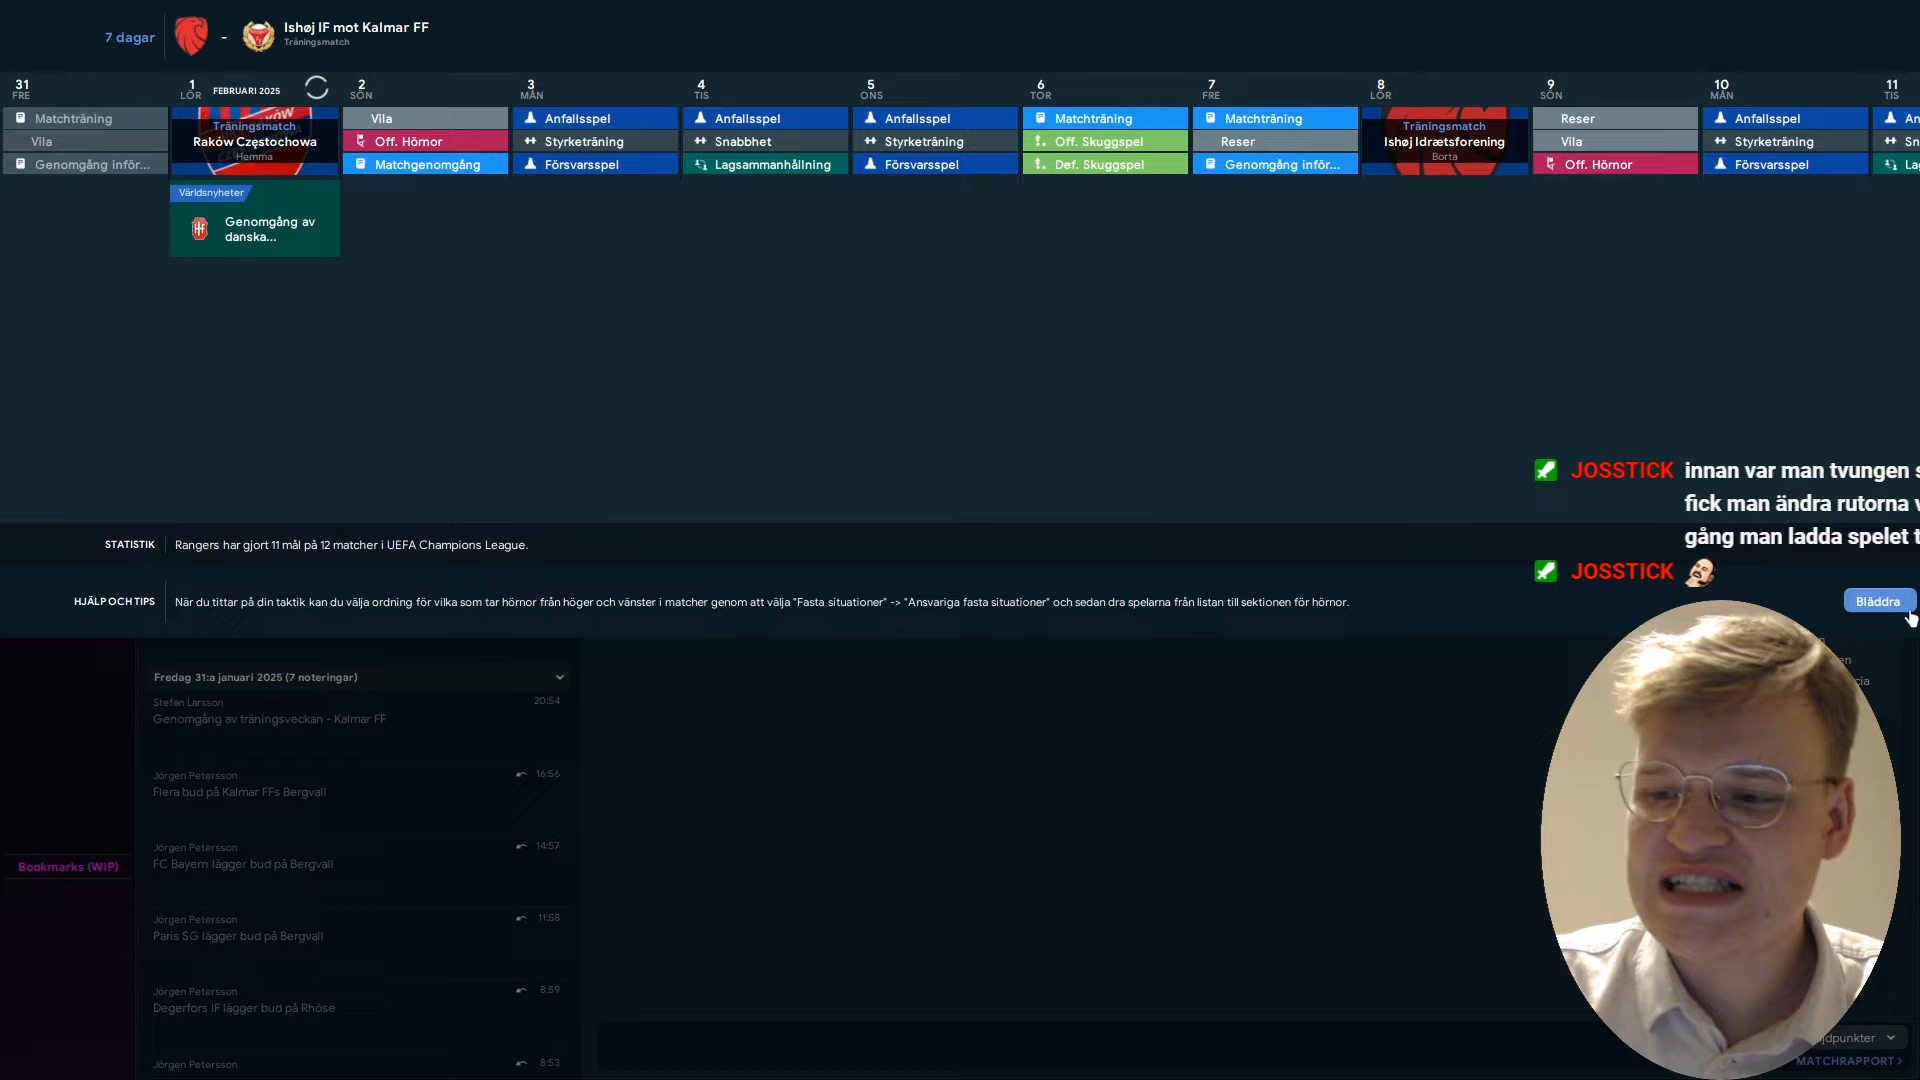 7 dagar
-
Ishøj IF mot Kalmar FF
Träningsmatch
31
FRE
1
LÖR
FEBRUARI 2025
2
SÖN
3
MÅN
4
TIS
5
ONS
6
TOR
7
FRE
8
LÖR
9
SÖN
10
MÅN
11
TIS
Matchträning
Vila
Genomgång inför...
Träningsmatch
Raków Częstochowa
Hemma
Vila
Off. Hörnor
Matchgenomgång
Anfallsspel
Styrketräning
Försvarsspel
Anfallsspel
Snabbhet
Lagsammanhållning
Anfallsspel
Styrketräning
Försvarsspel
Matchträning
Off. Skuggspel
Def. Skuggspel
Matchträning
Reser
Genomgång inför...
Träningsmatch
Ishøj Idrætsforening
Borta
Reser
Vila
Off. Hörnor
Anfallsspel
Styrketräning
Försvarsspel
An
Sn
La
Världsnyheter
Genomgång av
danska...
JOSSTICK innan var man tvungen s
fick man ändra rutorna v
gång man ladda spelet t
JOSSTICK
STATISTIK
Rangers har gjort 11 mål på 12 matcher i UEFA Champions League.
HJÄLP OCH TIPS
När du tittar på din taktik kan du välja ordning för vilka som tar hörnor från höger och vänster i matcher genom att välja "Fasta situationer" -> "Ansvariga fasta situationer" och sedan dra spelarna från listan till sektionen för hörnor.
Bläddra
en
cia
Fredag 31:a januari 2025 (7 noteringar)
Stefan Larsson
20:54
Genomgång av träningsveckan - Kalmar FF
Jörgen Petersson
16:56
Flera bud på Kalmar FFs Bergvall
Jörgen Petersson
14:57
FC Bayern lägger bud på Bergvall
Bookmarks (WIP)
Jörgen Petersson
11:58
Paris SG lägger bud på Bergvall
Jörgen Petersson
8:59
Degerfors IF lägger bud på Rhöse
Jörgen Petersson
8:53
jdpunkter
MATCHRAPPORT >